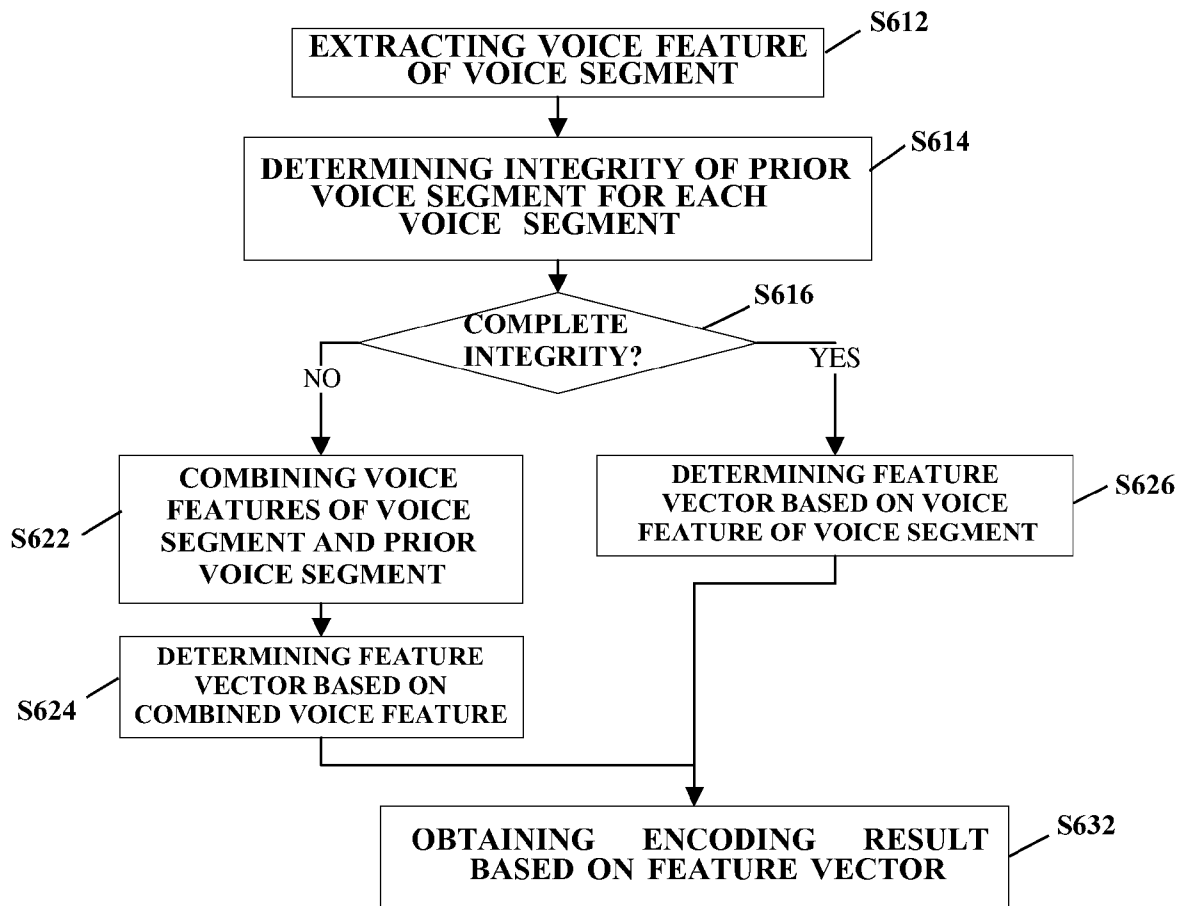 S612
EXTRACTING VOICE FEATURE
OF VOICE SEGMENT
S614
DETERMINING INTEGRITY OF PRIOR
VOICE SEGMENT FOR EACH
VOICE SEGMENT
S616
COMPLETE
INTEGRITY?
NO
YES
COMBINING VOICE
FEATURES OF VOICE
SEGMENT AND PRIOR
VOICE SEGMENT
S622
DETERMINING FEATURE
VECTOR BASED ON VOICE
FEATURE OF VOICE SEGMENT
S626
DETERMINING FEATURE
VECTOR BASED ON
COMBINED VOICE FEATURE
S624
OBTAINING ENCODING RESULT
BASED ON FEATURE VECTOR
S632